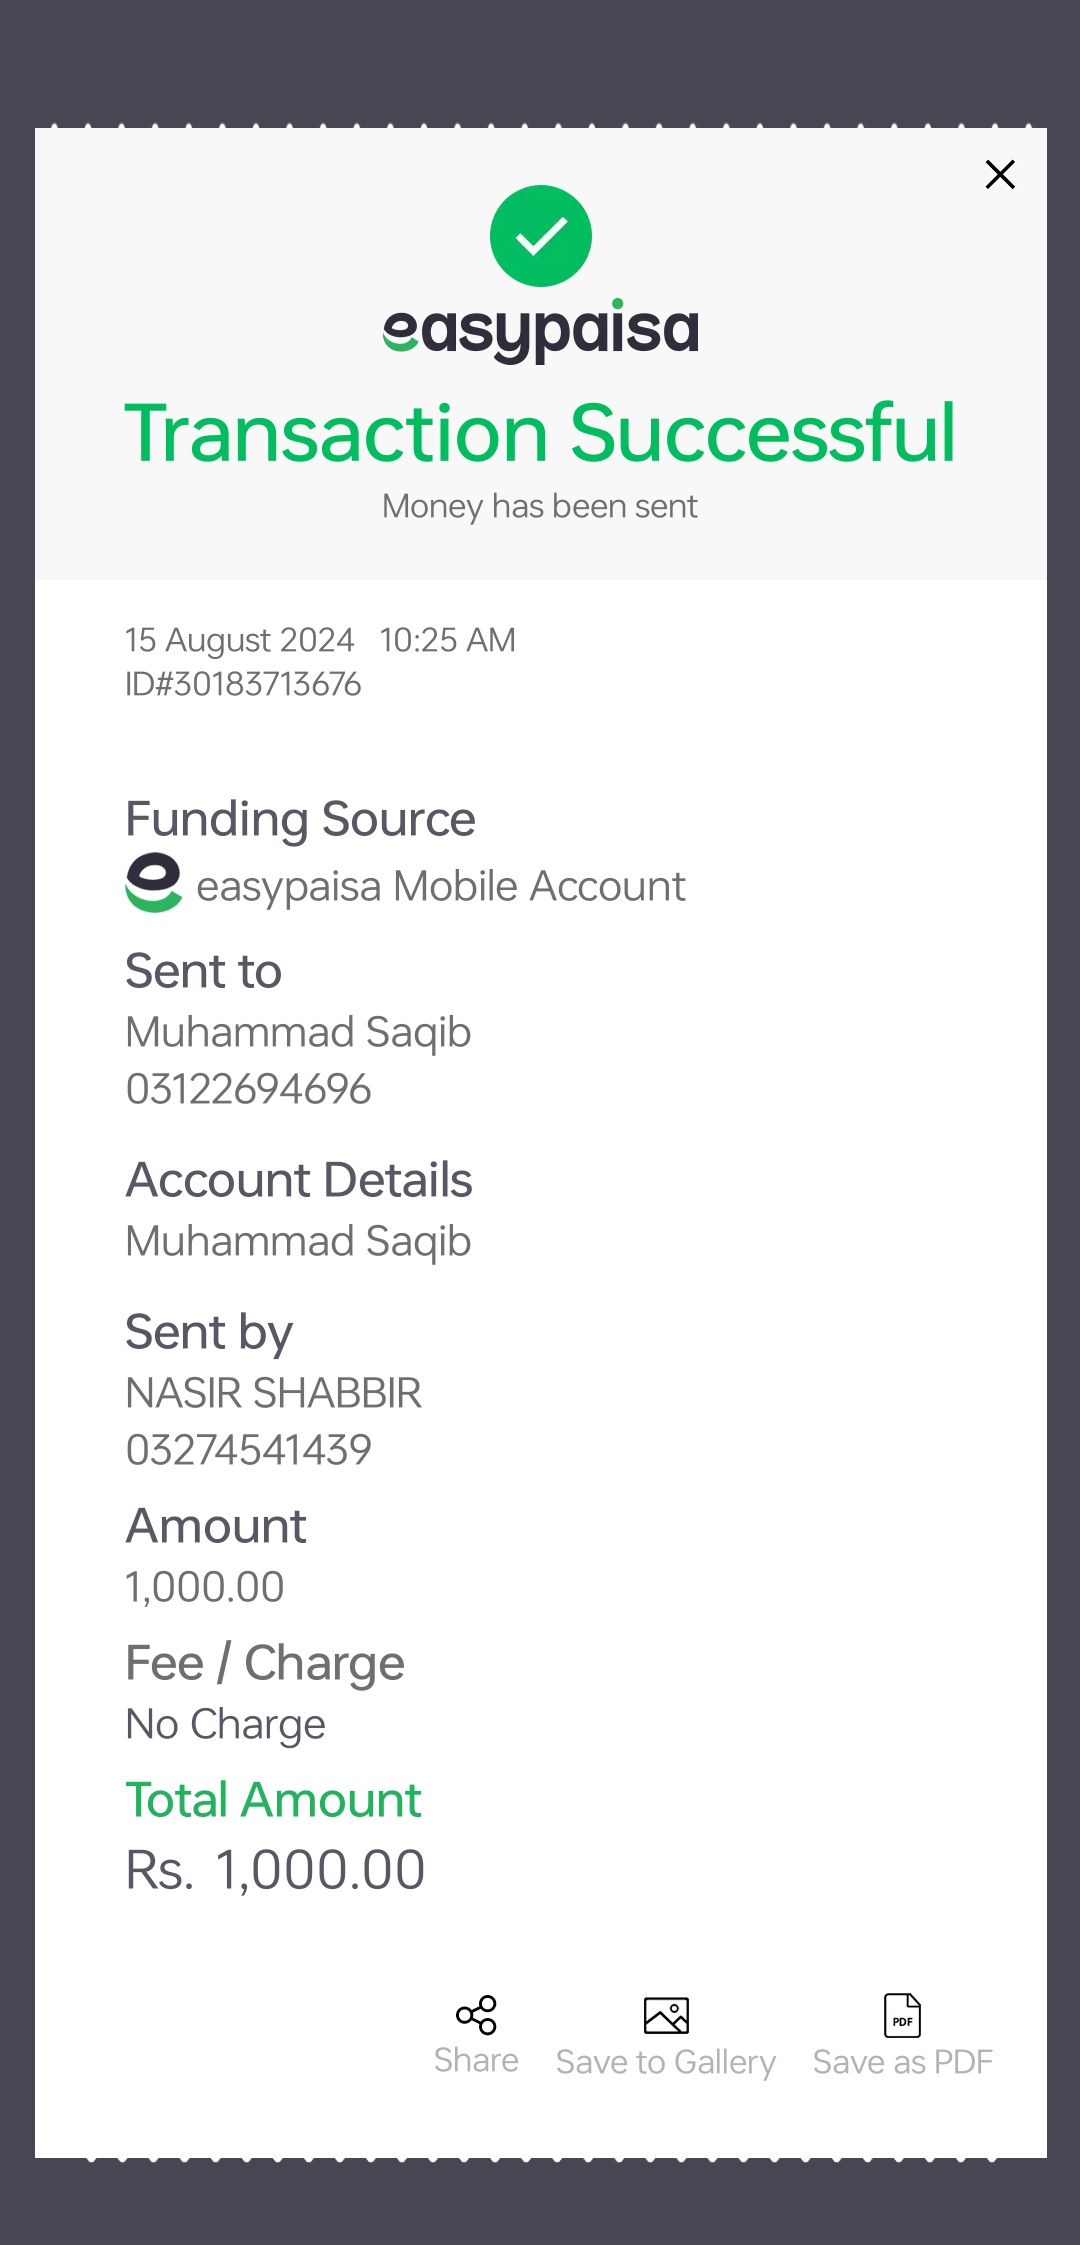 easypaisa
Transaction Successful
Money has been sent
15 August 2024 10:25 AM
ID#30183713676
Funding Source
easypaisa Mobile Account
Sent to
Muhammad Saqib
03122694696
Account Details
Muhammad Saqib
Sent by
NASIR SHABBIR
03274541439
Amount
1,000.00
Fee / Charge
No Charge
Total Amount
Rs. 1,000.00
PDF
Share Save to Gallery Save as PDF